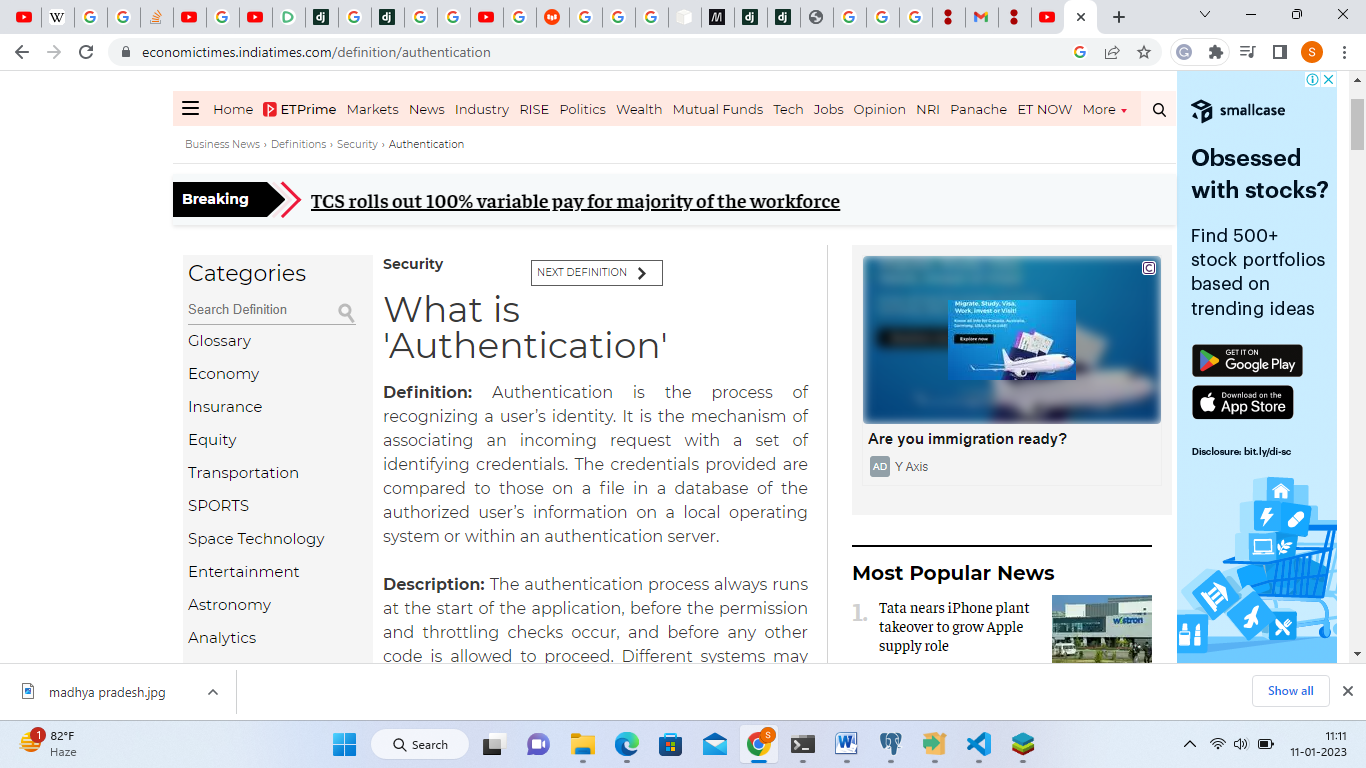 economictimes.indiatimes.com/definition/authentication
S
Home ETPrime Markets News Industry RISE Politics Wealth Mutual Funds Tech Jobs Opinion NRI Panache ET NOW More
Business News › Definitions › Security › Authentication
Breaking
TCS rolls out 100% variable pay for majority of the workforce
Categories
Search Definition
Glossary
Economy
Insurance
Equity
Transportation
SPORTS
Space Technology
Entertainment
Astronomy
Analytics
Security
NEXT DEFINITION
What is
'Authentication'
Definition: Authentication is the process of
recognizing a user’s identity. It is the mechanism of
associating an incoming request with a set of
identifying credentials. The credentials provided are
compared to those on a file in a database of the
authorized user’s information on a local operating
system or within an authentication server.
Description: The authentication process always runs
at the start of the application, before the permission
and throttling checks occur, and before any other
code is allowed to proceed. Different systems may
Migrate, Study, Visa,
Work, Invest or Visit!
Explore now
Are you immigration ready?
AD Y Axis
Most Popular News
1. Tata nears iPhone plant
takeover to grow Apple
supply role
wistron
smallcase
Obsessed
with stocks?
Find 500+
stock portfolios
based on
trending ideas
GET IT ON
Google Play
Download on the
App Store
Disclosure: bit.ly/di-sc
madhya pradesh.jpg
Show all
1
82°F
Haze
Search
S
11:11
11-01-2023